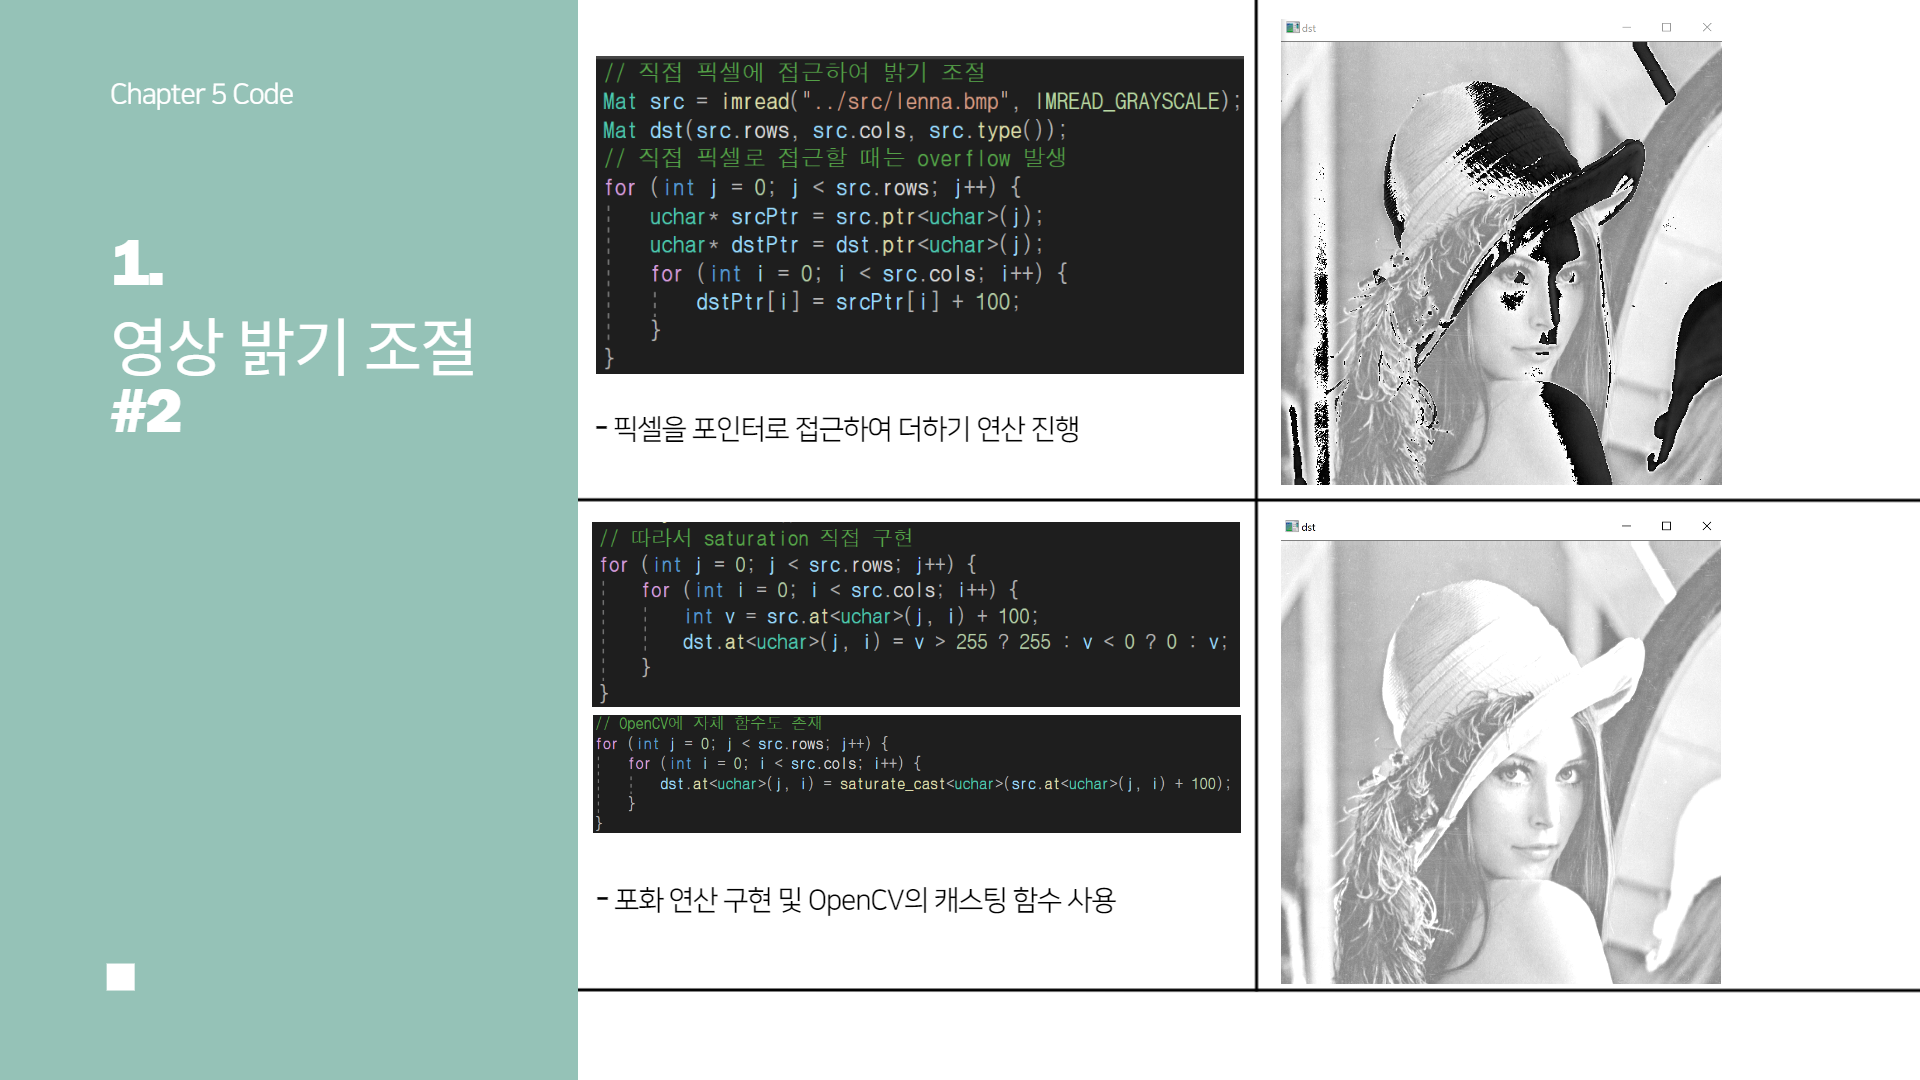 Chapter 5 Code
1.
영상 밝기 조절
#2
// 직접 픽셀에 접근하여 밝기 조절
Mat src = imread("../src/lenna.bmp", IMREAD_GRAYSCALE);
Mat dst(src.rows, src.cols, src.type());
// 직접 픽셀로 접근할 때는 overflow 발생
for (int j = 0; j < src.rows; j++) {
uchar* srcPtr = src.ptr<uchar>(j);
uchar* dstPtr = dst.ptr<uchar>(j);
for (int i = 0; i < src.cols; i++) {
dstPtr[i] = srcPtr[i] + 100;
}
}
- 픽셀을 포인터로 접근하여 더하기 연산 진행
dst
// 따라서 saturation 직접 구현
for (int j = 0; j < src.rows; j++) {
for (int i = 0; i < src.cols; i++) {
int v = src.at<uchar>(j, i) + 100;
dst.at<uchar>(j, i) = v > 255 ? 255 : v < 0 ? 0 : v;
}
}
// OpenCV에 자체 함수도 존재
for (int j = 0; j < src.rows; j++) {
for (int i = 0; i < src.cols; i++) {
dst.at<uchar>(j, i) = saturate_cast<uchar>(src.at<uchar>(j, i) + 100);
}
}
- 포화 연산 구현 및 OpenCV의 캐스팅 함수 사용
dst